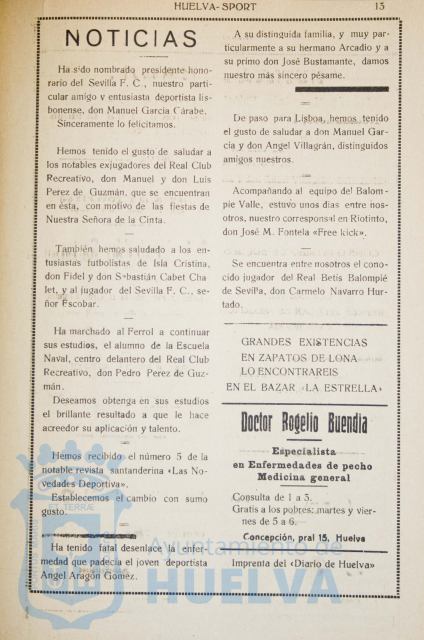 HUELVA-SPORT
13
NOTICIAS
Ha sido nombrado presidente hono-
rario del Sevilla F. C., nuestro parti-
cular amigo y entusiasta deportista lis-
bonense, don Manuel García Cárabe.
Sinceramente lo felicitamos.
Hemos tenido el gusto de saludar a
los notables exjugadores del Real Club
Recreativo, don Manuel y don Luis
Perez de Guzmán, que se encuentran
en ésta, con motivo de las fiestas de
Nuestra Señora de la Cinta.
También hemos saludado a los en-
tusiastas futbolistas de Isla Cristina,
don Fidel y don Sebastián Cabet Cha-
let, y al jugador del Sevilla F. C., se-
ñor Escobar.
Ha marchado al Ferrol a continuar
sus estudios, el alumno de la Escuela
Naval, centro delantero del Real Club
Recreativo, don Pedro Perez de Guz-
mán.
Deseamos obtenga en sus estudios
el brillante resultado a que le hace
acreedor su aplicación y talento.
Hemos recibido el número 5 de la
notable revista santanderina «Las No-
vedades Deportiva».
Establecemos el cambio con sumo
gusto.
Ha tenido fatal desenlace la enfer-
medad que padecía el joven deportista
Angel Aragón Gómez.
A su distinguida familia, y muy par-
ticularmente a su hermano Arcadio y a
su primo don José Bustamante, damos
nuestro más sincero pésame.
De paso para Lisboa, hemos tenido
el gusto de saludar a don Manuel Gar-
cía y don Angel Villagrán, distinguidos
amigos nuestros.
Acompañando al equipo del Balom-
pie Valle, estuvo unos días entre nos-
otros, nuestro corresponsal en Riotinto,
don José M. Fontela «Free kick».
Se encuentra entre nosotros el cono-
cido jugador del Real Betis Balompié
de Sevilla, don Carmelo Navarro Hur-
tado.
GRANDES EXISTENCIAS
EN ZAPATOS DE LONA
LO ENCONTRAREIS
EN EL BAZAR «LA ESTRELLA»
Doctor Rogelio Buendía
Especialista
en Enfermedades de pecho
Medicina general
Consulta de 1 a 3.
Gratis a los pobres: martes y vier-
nes de 5 a 6.
Concepción, pral 15, Huelva
Imprenta del «Diario de Huelva»
Ayuntamiento de
HUELVA